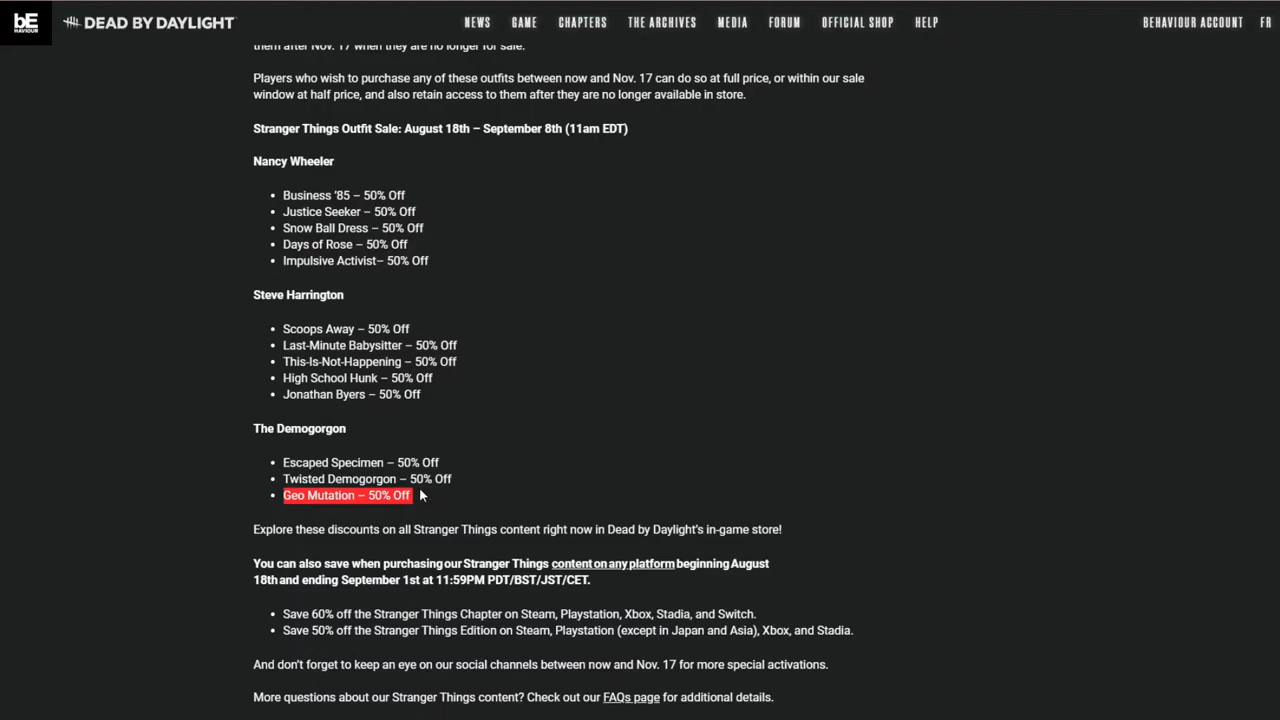 bE
HAVIOUR
DEAD BY DAYLIGHT
NEWS GAME CHAPTERS THE ARCHIVES MEDIA FORUM OFFICIAL SHOP HELP BEHAVIOUR ACCOUNT FR
them after Nov. 17 when they are no longer for sale.
Players who wish to purchase any of these outfits between now and Nov. 17 can do so at full price, or within our sale
window at half price, and also retain access to them after they are no longer available in store.
Stranger Things Outfit Sale: August 18th – September 8th (11am EDT)
Nancy Wheeler
• Business ’85 – 50% Off
• Justice Seeker – 50% Off
• Snow Ball Dress – 50% Off
• Days of Rose – 50% Off
• Impulsive Activist– 50% Off
Steve Harrington
• Scoops Away – 50% Off
• Last-Minute Babysitter – 50% Off
• This-Is-Not-Happening – 50% Off
• High School Hunk – 50% Off
• Jonathan Byers – 50% Off
The Demogorgon
• Escaped Specimen – 50% Off
• Twisted Demogorgon – 50% Off
• Geo Mutation – 50% Off
Explore these discounts on all Stranger Things content right now in Dead by Daylight’s in-game store!
You can also save when purchasing our Stranger Things content on any platform beginning August
18th and ending September 1st at 11:59PM PDT/BST/JST/CET.
• Save 60% off the Stranger Things Chapter on Steam, Playstation, Xbox, Stadia, and Switch.
• Save 50% off the Stranger Things Edition on Steam, Playstation (except in Japan and Asia), Xbox, and Stadia.
And don’t forget to keep an eye on our social channels between now and Nov. 17 for more special activations.
More questions about our Stranger Things content? Check out our FAQs page for additional details.